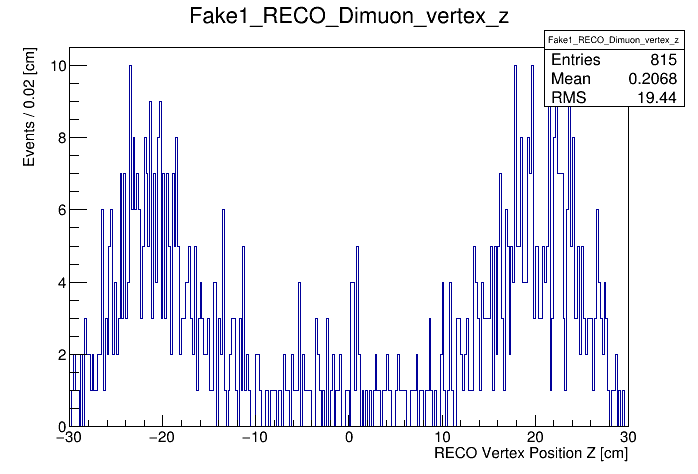 Fake1_RECO_Dimuon_vertex_z
Fake1_RECO_Dimuon_vertex_z
Entries 815
Mean 0.2068
RMS 19.44
Events / 0.02 [cm]
10
8
6
4
2
0
−30 −20 −10 0 10 20 30
RECO Vertex Position Z [cm]